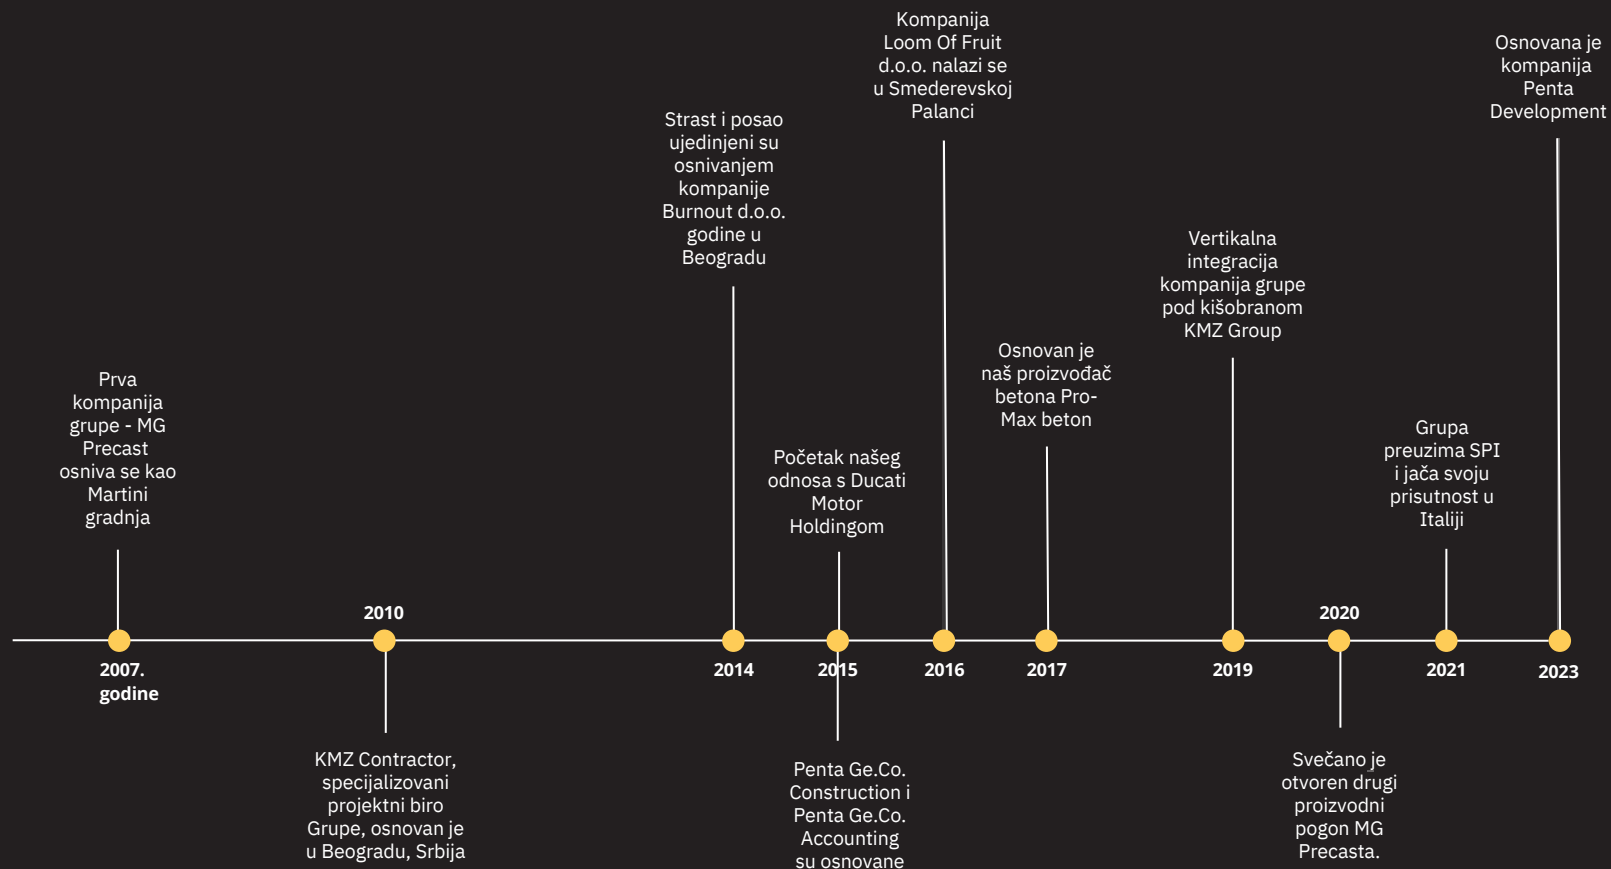 Prva
kompanija
grupe - MG
Precast
osniva se kao
Martini
gradnja
2007.
godine
2010
KMZ Contractor,
specijalizovani
projektni biro
Grupe, osnovan je
u Beogradu, Srbija
Strast i posao
ujedinjeni su
osnivanjem
kompanije
Burnout d.o.o.
godine u
Beogradu
2014
Početak našeg
odnosa s Ducati
Motor
Holdingom
2015
Penta Ge.Co.
Construction i
Penta Ge.Co.
Accounting
su osnovane
Kompanija
Loom Of Fruit
d.o.o. nalazi se
u Smederevskoj
Palanci
2016
Osnovan je
naš proizvođač
betona Pro-
Max beton
2017
Vertikalna
integracija
kompanija grupe
pod kišobranom
KMZ Group
2019
2020
Svečano je
otvoren drugi
proizvodni
pogon MG
Precasta.
Grupa
preuzima SPI
i jača svoju
prisutnost u
Italiji
2021
Osnovana je
kompanija
Penta
Development
2023